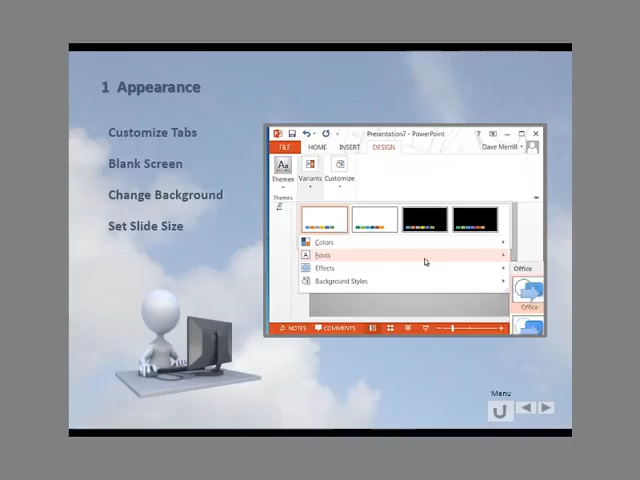 1 Appearance
Customize Tabs
Blank Screen
Change Background
Set Slide Size
Presentation7 - PowerPoint
FILE HOME INSERT DESIGN Dave Merrill
Aa
Themes Variants Customize
Themes
Colors
A Fonts
Effects
Background Styles
Office
Office
NOTES COMMENTS
Menu